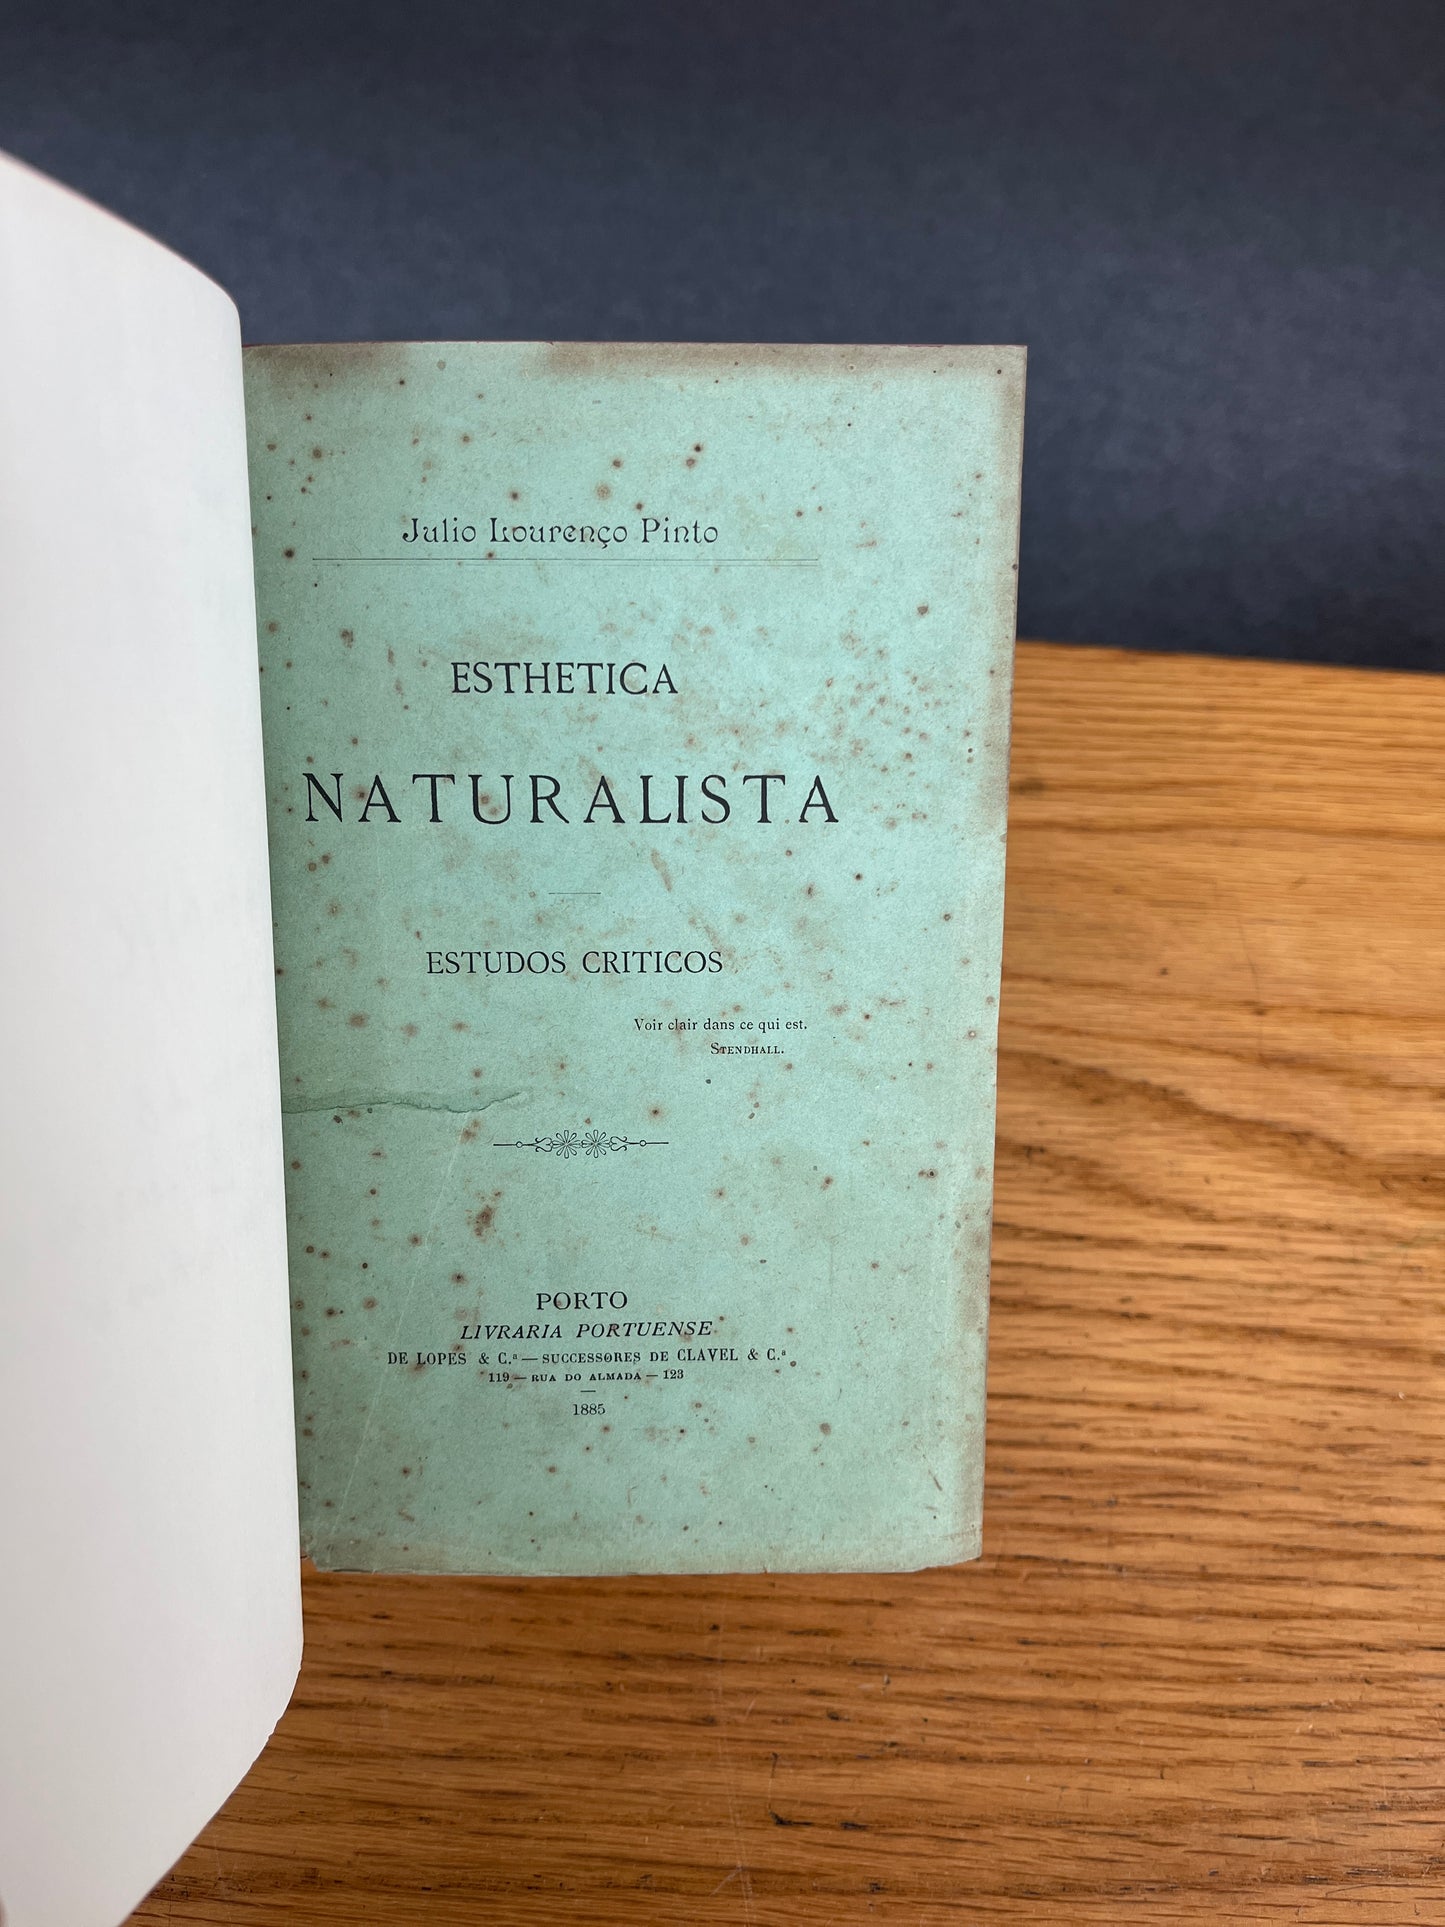 Julio Lourenço Pinto
ESTHETICA
NATURALISTA
ESTUDOS CRITICOS
Voir clair dans ce qui est.
STENDHALL.
PORTO
LIVRARIA PORTUENSE
DE LOPES & C.ª — SUCCESSORES DE CLAVEL & C.ª
119 — RUA DO ALMADA — 123
1885